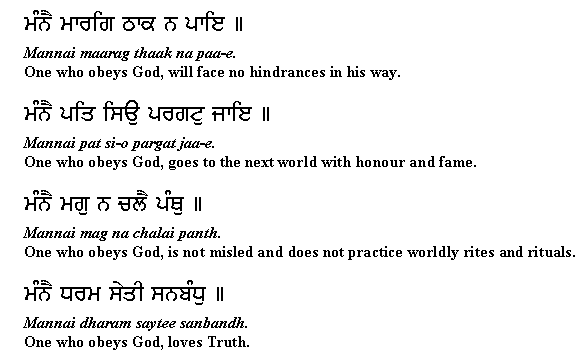 ਮੰਨੈ ਮਾਰਗਿ ਠਾਕ ਨ ਪਾਇ ॥
Mannai maarag thaak na paa-e.
One who obeys God, will face no hindrances in his way.
ਮੰਨੈ ਪਤਿ ਸਿਉ ਪਰਗਟੁ ਜਾਇ ॥
Mannai pat si-o pargat jaa-e.
One who obeys God, goes to the next world with honour and fame.
ਮੰਨੈ ਮਗੁ ਨ ਚਲੈ ਪੰਥੁ ॥
Mannai mag na chalai panth.
One who obeys God, is not misled and does not practice worldly rites and rituals.
ਮੰਨੈ ਧਰਮ ਸੇਤੀ ਸਨਬੰਧੁ ॥
Mannai dharam saytee sanbandh.
One who obeys God, loves Truth.